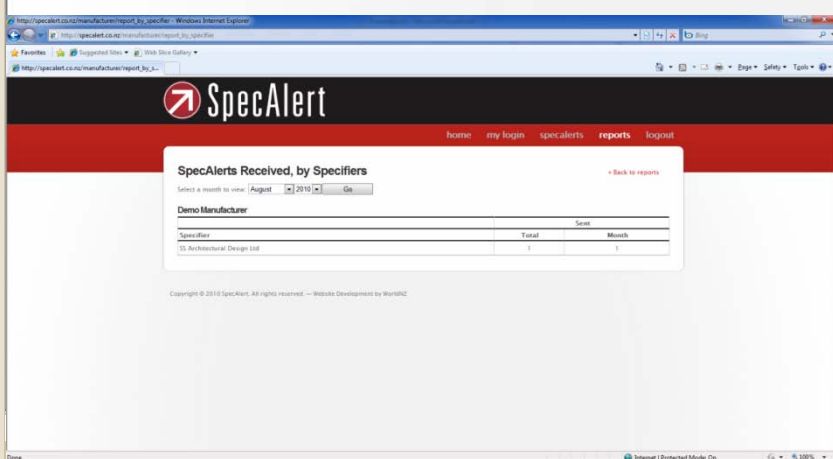 http://specalert.co.nz/manufacturer/report_by_specifier - Windows Internet Explorer
http://specalert.co.nz/manufacturer/report_by_specifier
Bing
Favorites Suggested Sites Web Slice Gallery
http://specalert.co.nz/manufacturer/report_by_s...
Page Safety Tools
SpecAlert
home my login specalerts reports logout
SpecAlerts Received, by Specifiers
« Back to reports
Select a month to view: August 2010 Go
Demo Manufacturer
Sent
Specifier Total Month
SS Architectural Design Ltd 1 1
Copyright © 2010 SpecAlert. All rights reserved. — Website Development by WorldNZ
Done
Internet | Protected Mode: On
100%